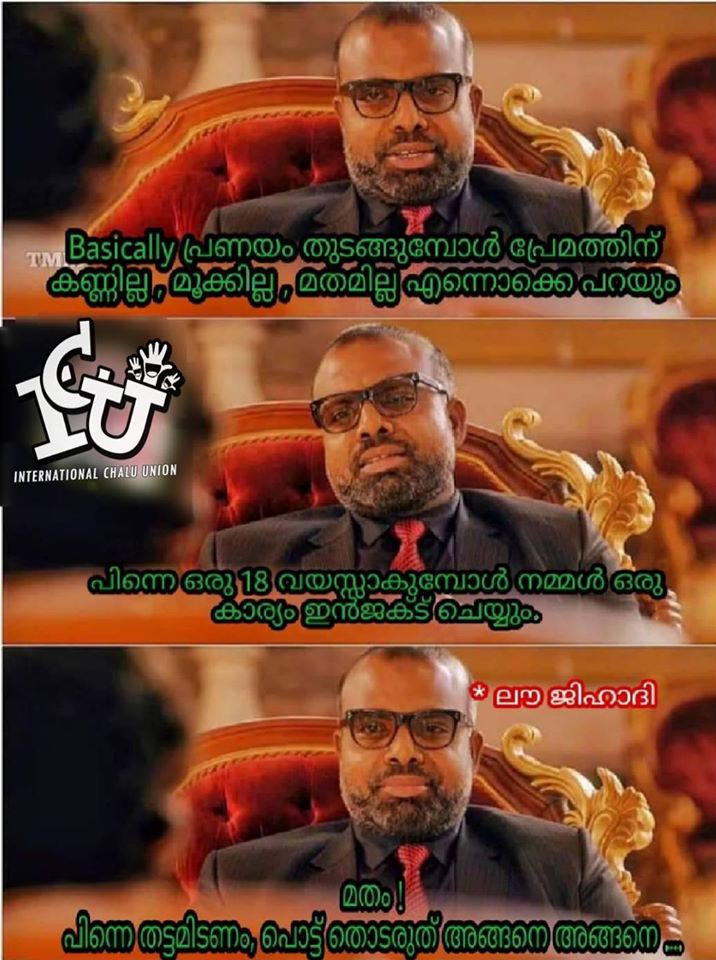 Basically പ്രണയം തുടങ്ങുമ്പോൾ പ്രേമത്തിന്
കണ്ണില്ല , മൂക്കില്ല , മതമില്ല എന്നൊക്കെ പറയും
ICU
INTERNATIONAL CHALU UNION
പിന്നെ ഒരു 18 വയസ്സാകുമ്പോൾ നമ്മൾ ഒരു
കാര്യം ഇൻജക്ട് ചെയ്യും.
* ലൗ ജിഹാദി
മതം !
പിന്നെ തട്ടമിടണം, പൊട്ട് തൊടരുത് അങ്ങനെ അങ്ങനെ ...